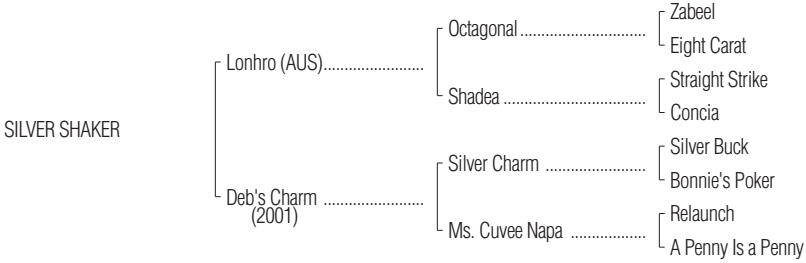 Zabeel
Octagonal..............................
Eight Carat
Lonhro (AUS).......................
Straight Strike
Shadea ..................................
Concia
SILVER SHAKER
Silver Buck
Silver Charm ........................
Bonnie's Poker
Deb's Charm ........................
(2001)
Relaunch
Ms. Cuvee Napa ..................
A Penny Is a Penny